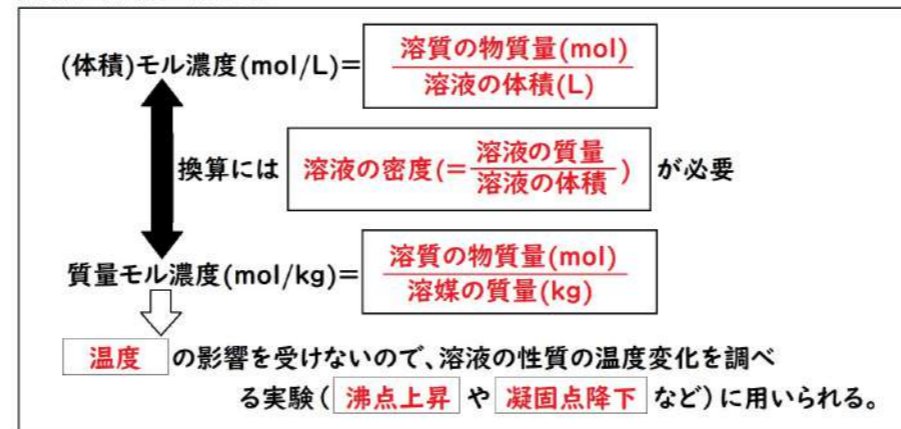 (体積)モル濃度(mol/L)= 溶質の物質量(mol)
溶液の体積(L)
換算には 溶液の密度(=溶液の質量/溶液の体積) が必要
質量モル濃度(mol/kg)= 溶質の物質量(mol)
溶媒の質量(kg)
温度 の影響を受けないので、溶液の性質の温度変化を調べ
る実験( 沸点上昇 や 凝固点降下 など)に用いられる。